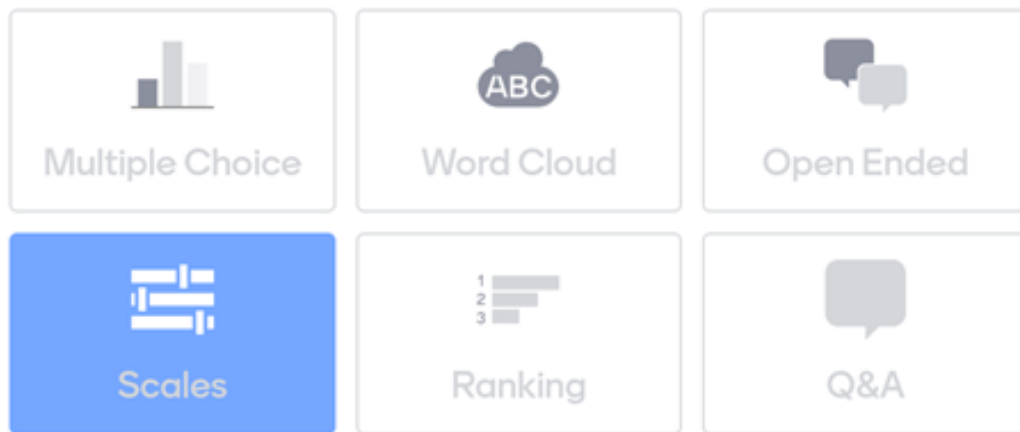 Multiple Choice
ABC
Word Cloud
Open Ended
Scales
1
2
3
Ranking
Q&A